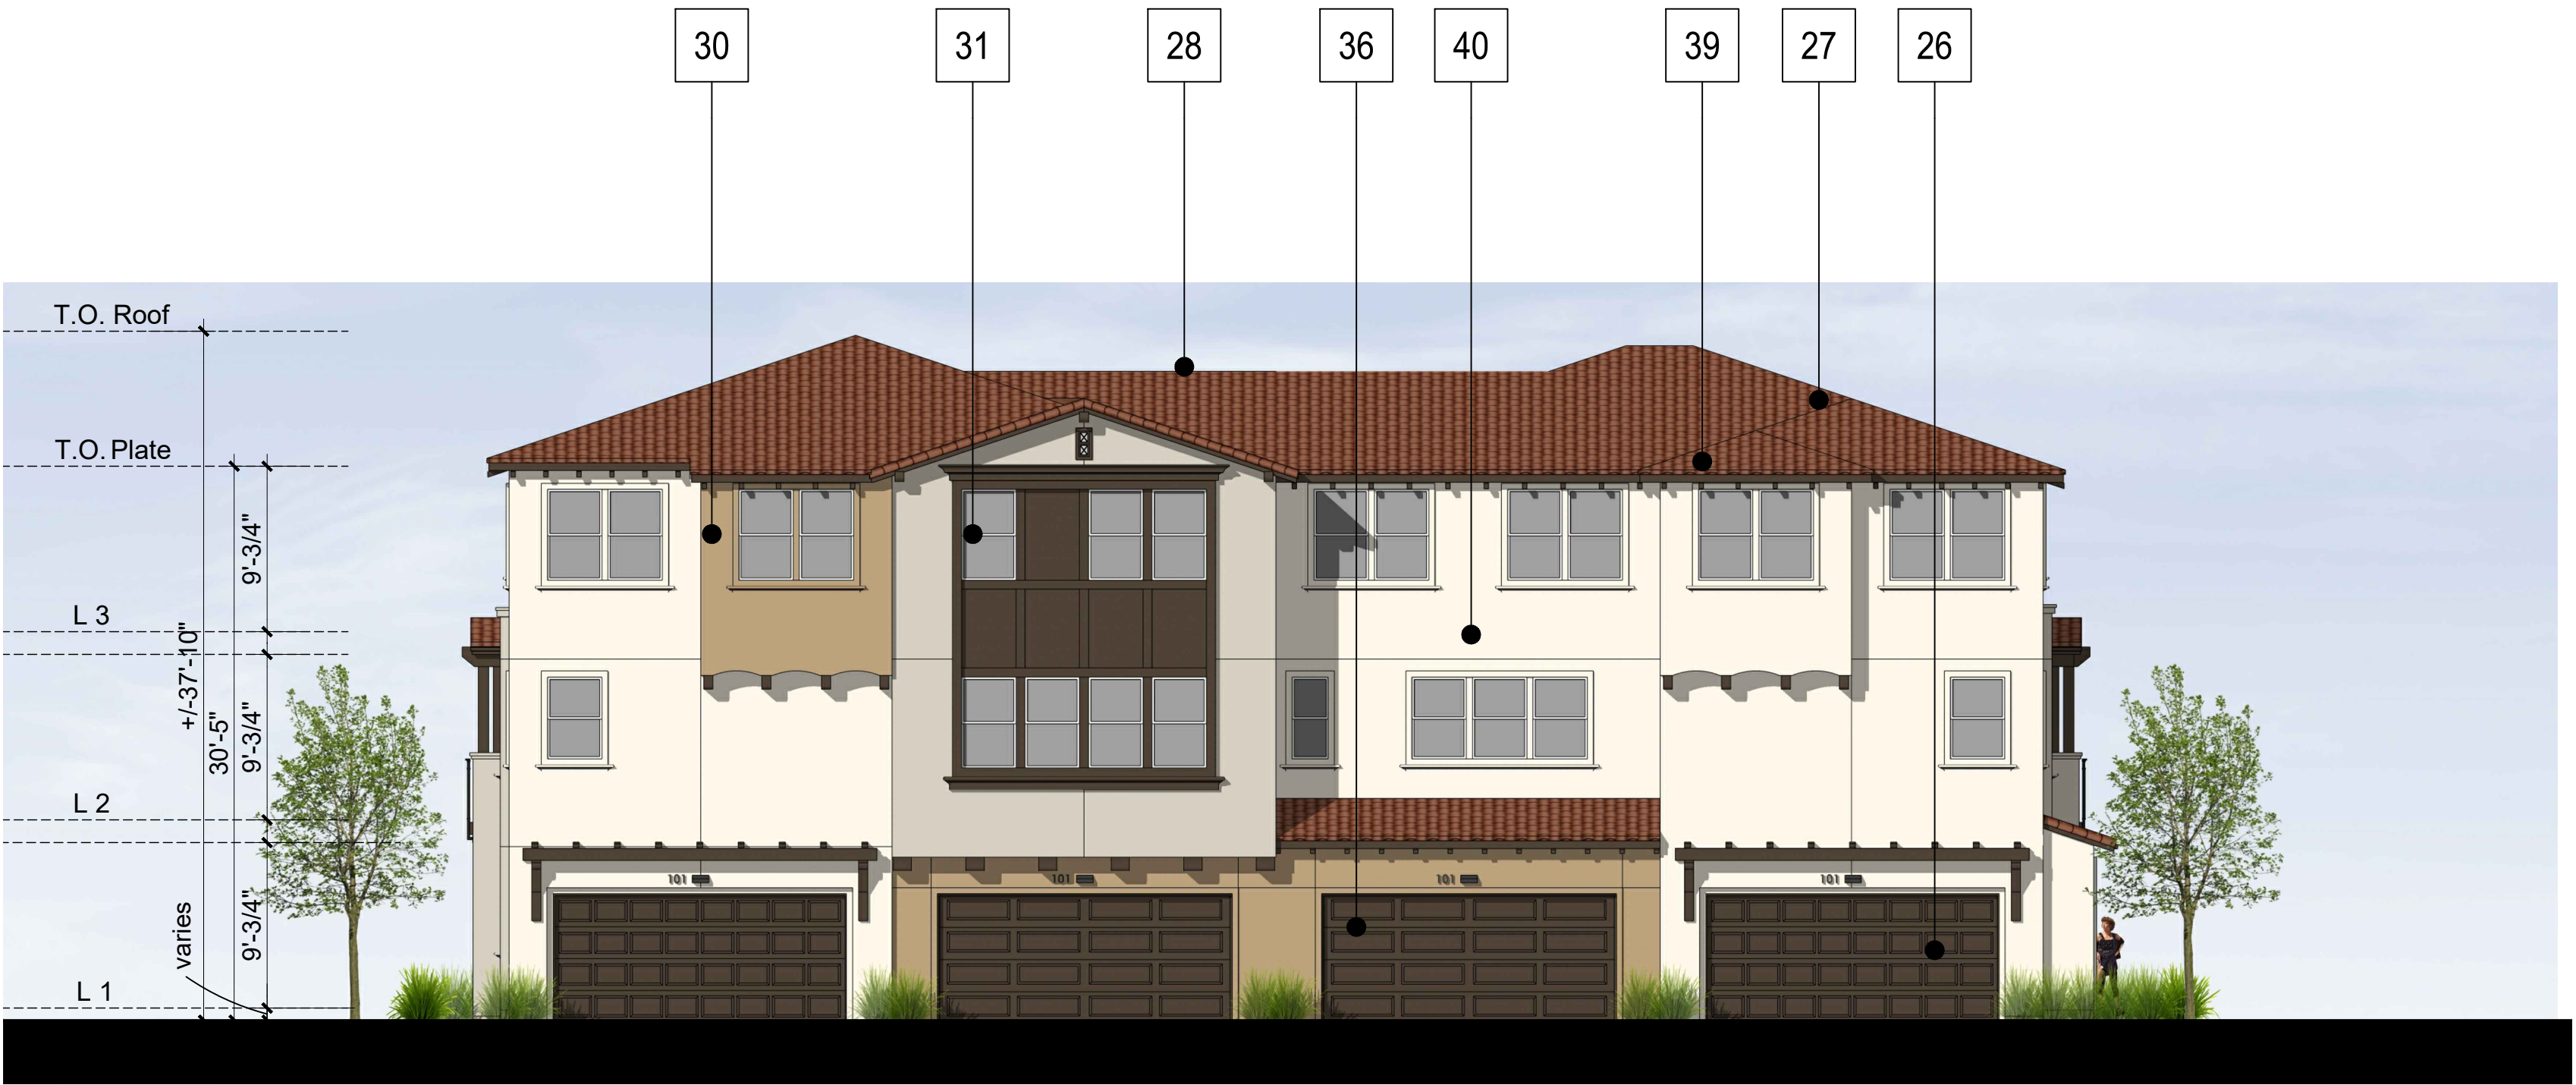 30 31 28 36 40 39 27 26
T.O. Roof
T.O. Plate
9'-3/4"
L 3
+/-37'-10"
30'-5"
9'-3/4"
L 2
9'-3/4"
varies
L 1
101 101 101 101